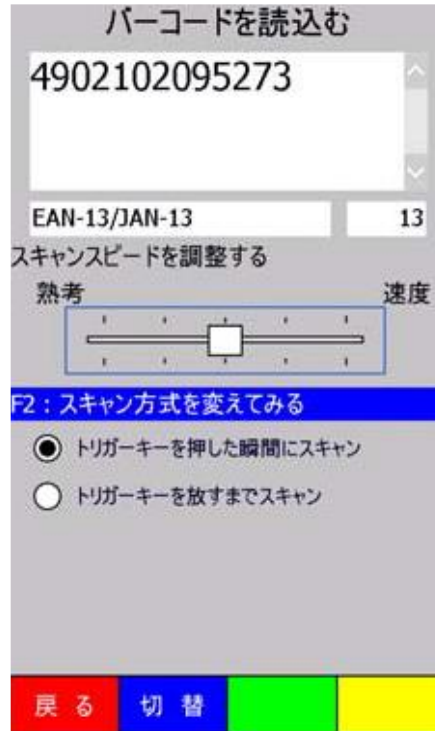 バーコードを読込む
4902102095273
EAN-13/JAN-13 13
スキャンスピードを調整する
熟考 速度
F2：スキャン方式を変えてみる
トリガーキーを押した瞬間にスキャン
トリガーキーを放すまでスキャン
戻る 切替